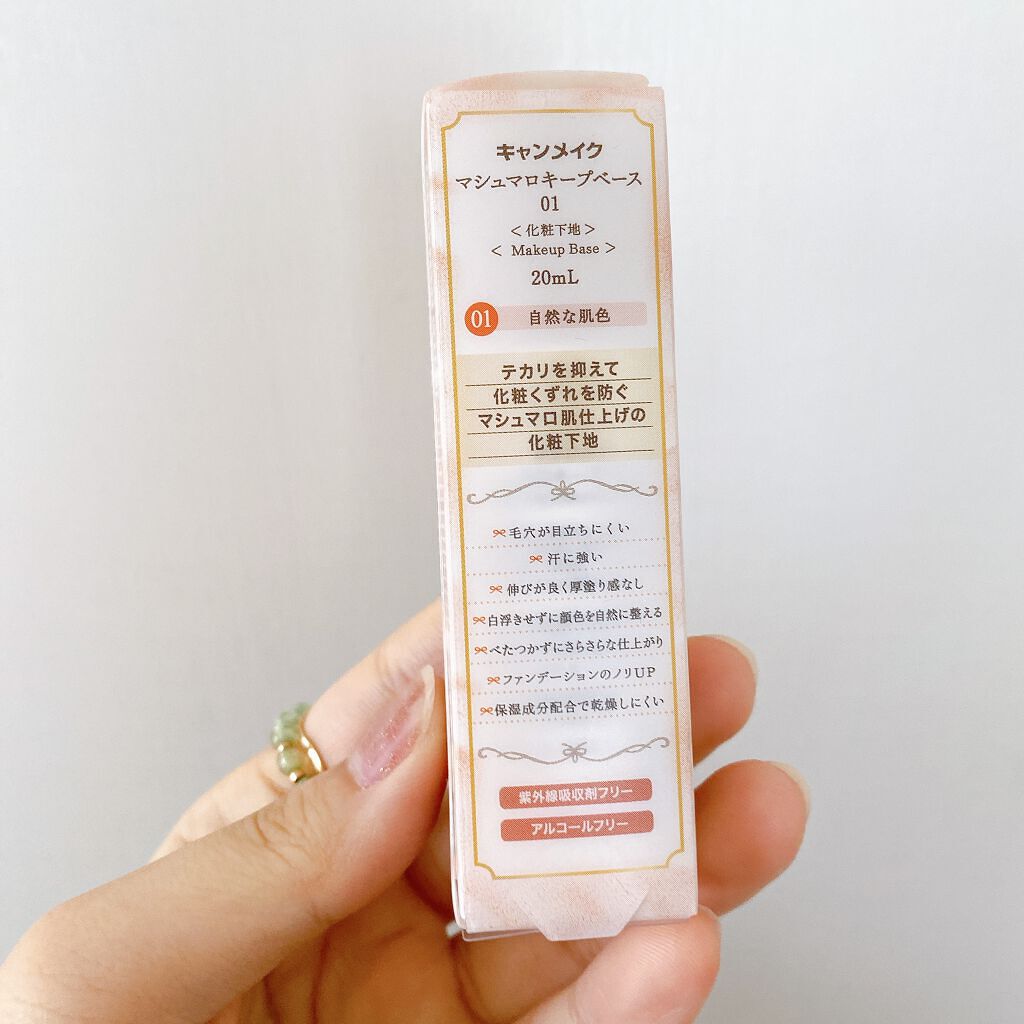 キャンメイク
マシュマロキープベース
01
＜化粧下地＞
＜ Makeup Base ＞
20mL
01 自然な肌色
テカリを抑えて
化粧くずれを防ぐ
マシュマロ肌仕上げの
化粧下地
毛穴が目立ちにくい
汗に強い
伸びが良く厚塗り感なし
白浮きせずに顔色を自然に整える
べたつかずにさらさらな仕上がり
ファンデーションのノリUP
保湿成分配合で乾燥しにくい
紫外線吸収剤フリー
アルコールフリー